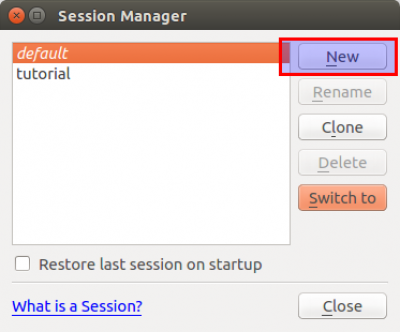 Session Manager
default
tutorial
New
Rename
Clone
Delete
Switch to
Restore last session on startup
What is a Session?
Close